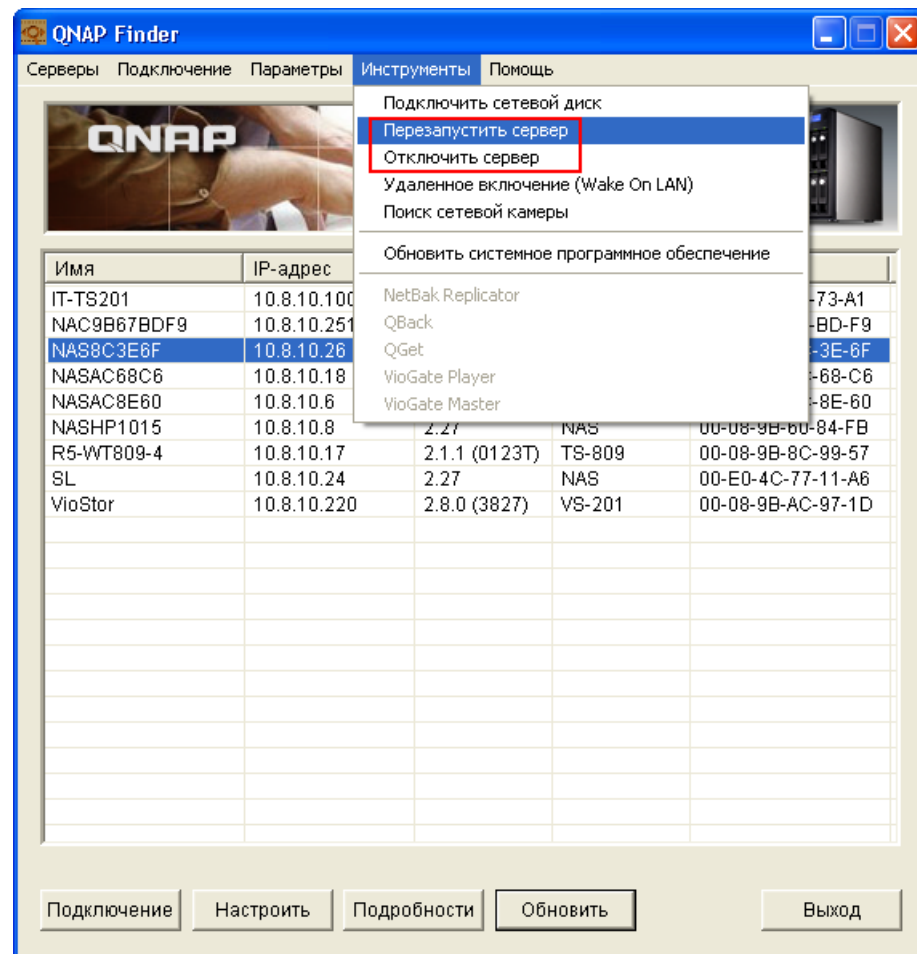 QNAP Finder
Серверы Подключение Параметры Инструменты Помощь
Подключить сетевой диск
Перезапустить сервер
Отключить сервер
Удаленное включение (Wake On LAN)
Поиск сетевой камеры
Обновить системное программное обеспечение
NetBak Replicator
QBack
QGet
VioGate Player
VioGate Master
QNAP
Имя IP-адрес
IT-TS201 10.8.10.100 -73-A1
NAC9B67BDF9 10.8.10.251 -BD-F9
NAS8C3E6F 10.8.10.26 -3E-6F
NASAC68C6 10.8.10.18 -68-C6
NASAC8E60 10.8.10.6 -8E-60
NASHP1015 10.8.10.8 2.27 NAS 00-08-9B-60-84-FB
R5-WT809-4 10.8.10.17 2.1.1 (0123T) TS-809 00-08-9B-8C-99-57
SL 10.8.10.24 2.27 NAS 00-E0-4C-77-11-A6
VioStor 10.8.10.220 2.8.0 (3827) VS-201 00-08-9B-AC-97-1D
Подключение Настроить Подробности Обновить Выход